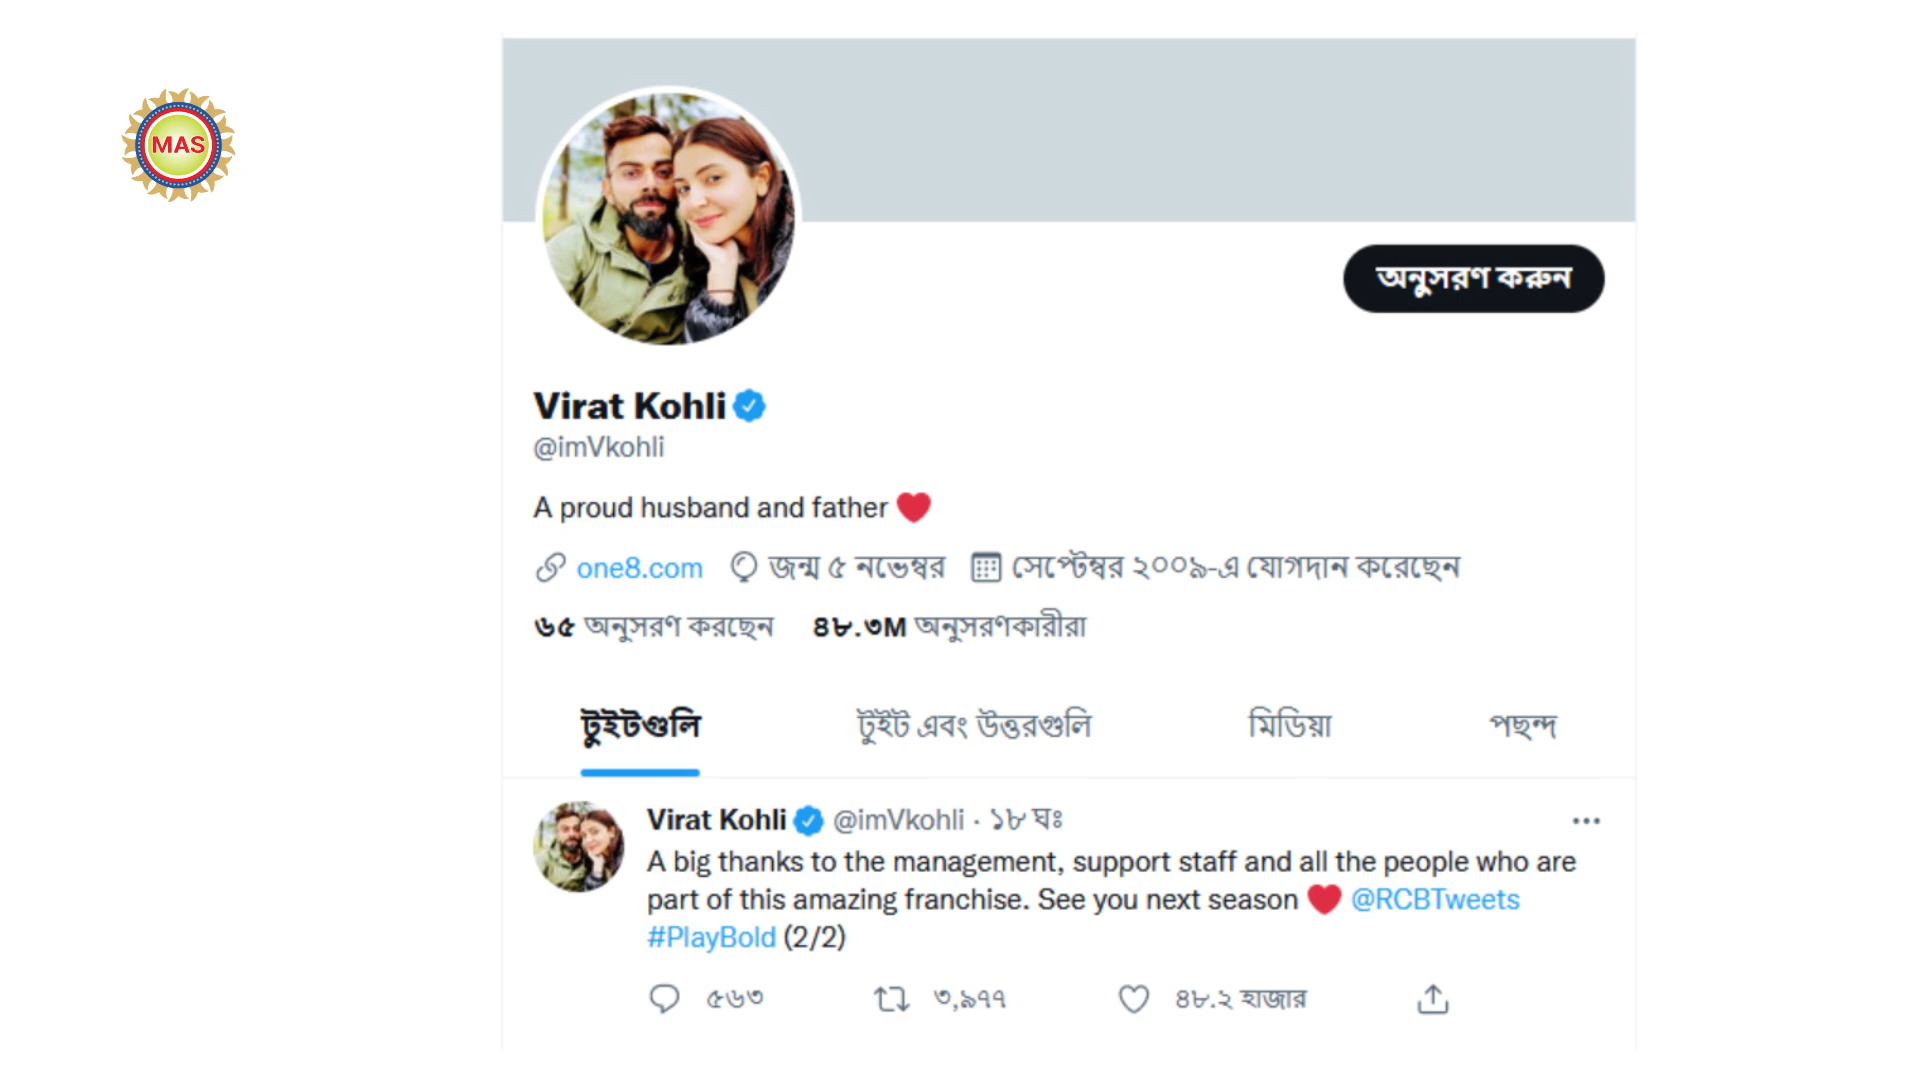 MAS
অনুসরণ করুন
Virat Kohli
@imVkohli
A proud husband and father ❤️
one8.com জন্ম ৫ নভেম্বর সেপ্টেম্বর ২০০৯-এ যোগদান করেছেন
৬৫ অনুসরণ করছেন ৪৮.৩M অনুসরণকারীরা
টুইটগুলি টুইট এবং উত্তরগুলি মিডিয়া পছন্দ
Virat Kohli @imVkohli · ১৮ ঘঃ
A big thanks to the management, support staff and all the people who are
part of this amazing franchise. See you next season ❤️ @RCBTweets
#PlayBold (2/2)
৫৬৩ ৩,৯৭৭ ৪৮.২ হাজার